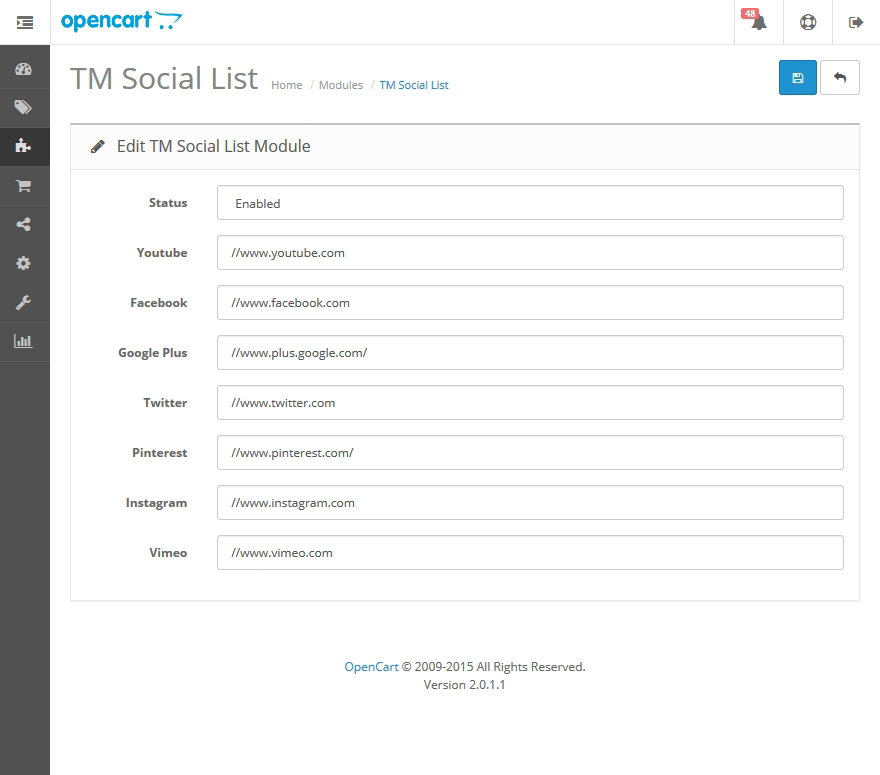 opencart
48
TM Social List Home / Modules / TM Social List
Edit TM Social List Module
Status Enabled
Youtube //www.youtube.com
Facebook //www.facebook.com
Google Plus //www.plus.google.com/
Twitter //www.twitter.com
Pinterest //www.pinterest.com/
Instagram //www.instagram.com
Vimeo //www.vimeo.com
OpenCart © 2009-2015 All Rights Reserved.
Version 2.0.1.1